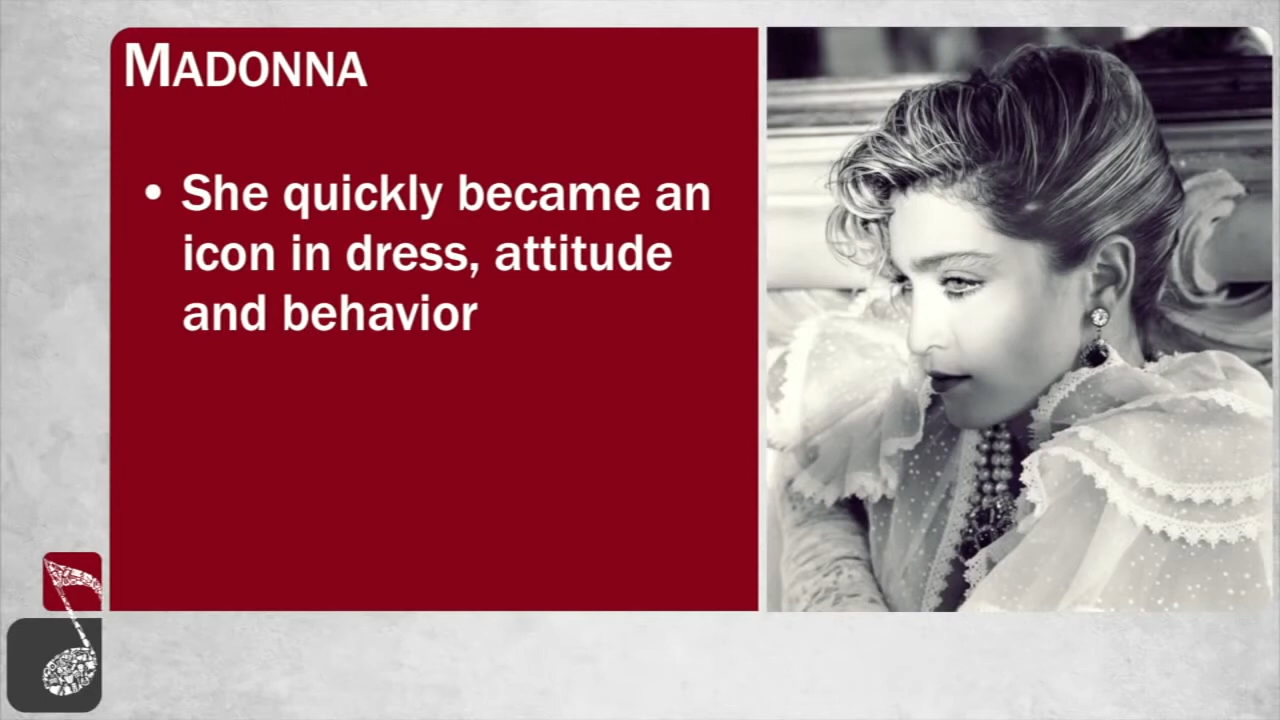 MADONNA
• She quickly became an
icon in dress, attitude
and behavior